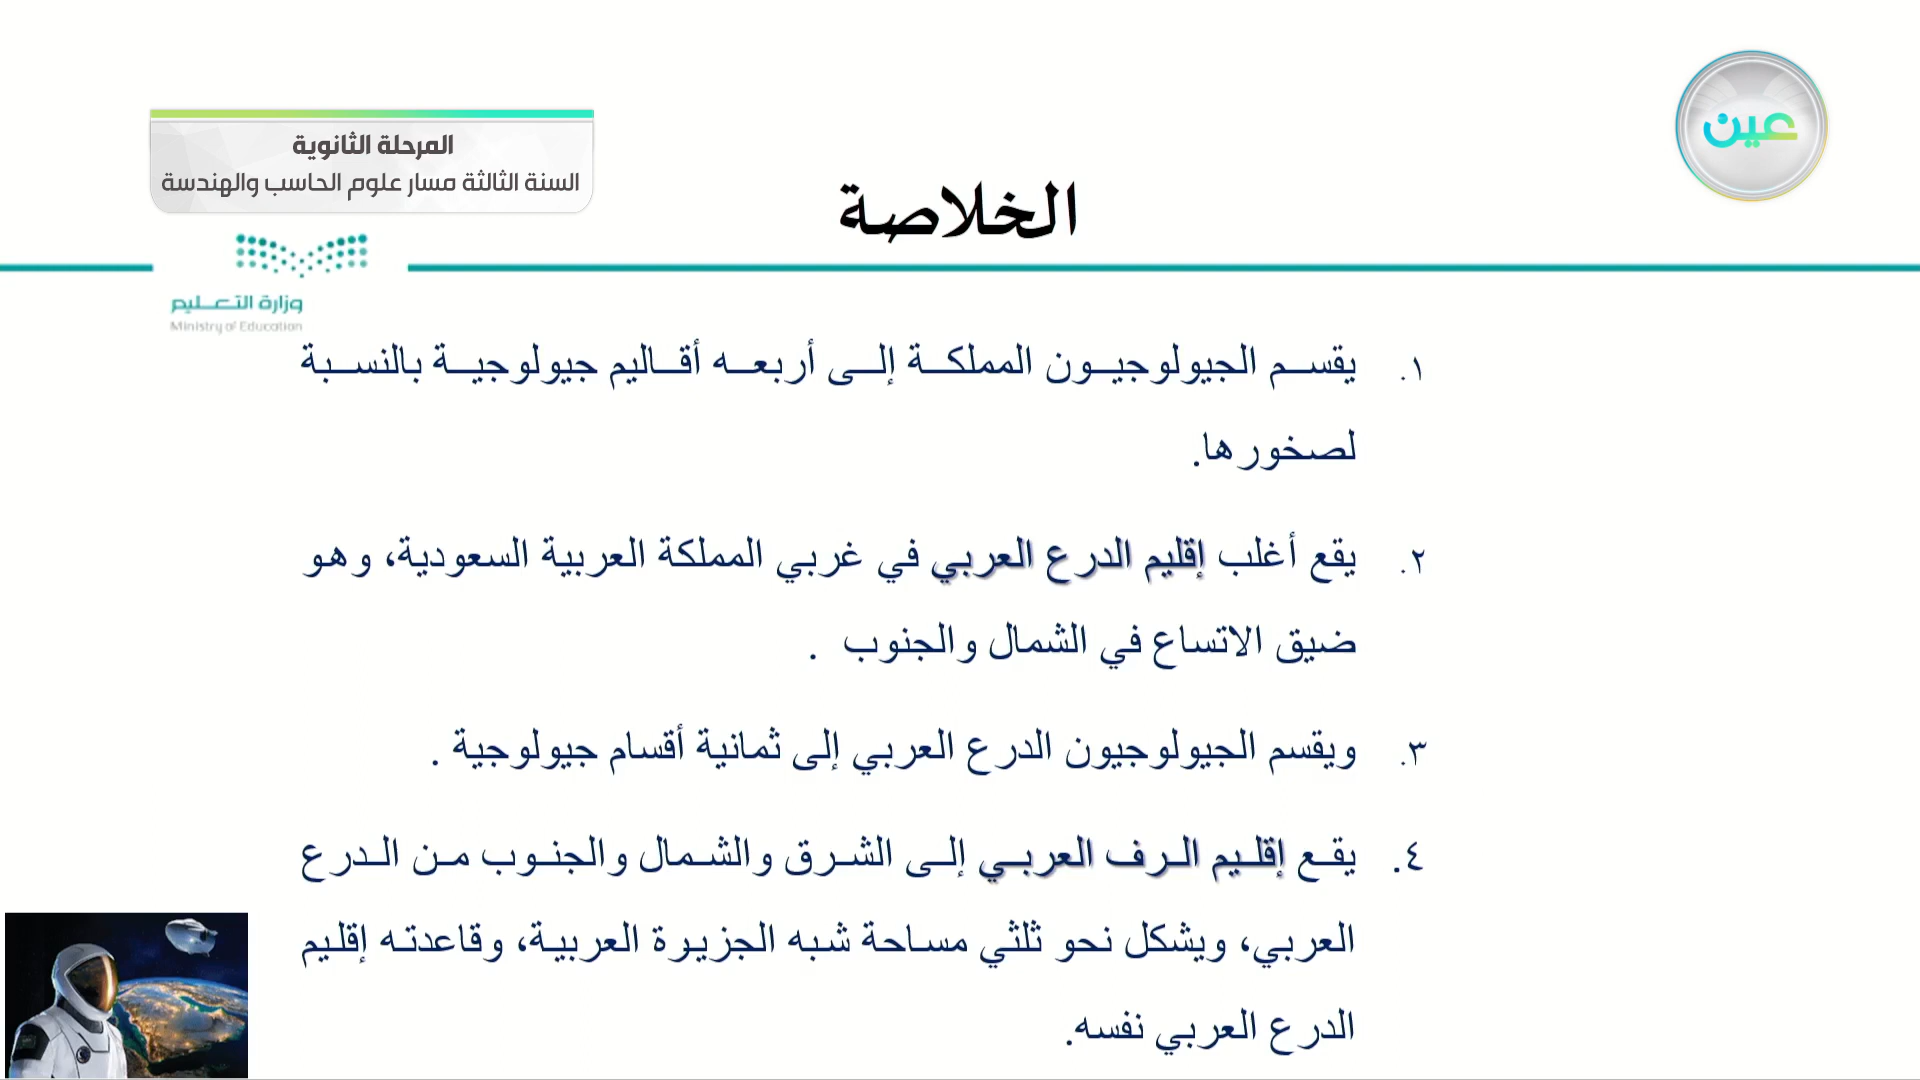 عين
المرحلة الثانوية
السنة الثالثة مسار علوم الحاسب والهندسة
الخلاصة
وزارة التعليم
Ministry of Education
١. يقسم الجيولوجيون المملكة إلى أربعه أقاليم جيولوجية بالنسبة
لصخورها.
٢. يقع أغلب إقليم الدرع العربي في غربي المملكة العربية السعودية، وهو
ضيق الاتساع في الشمال والجنوب .
٣. ويقسم الجيولوجيون الدرع العربي إلى ثمانية أقسام جيولوجية .
٤. يقع إقليم الرف العربي إلى الشرق والشمال والجنوب من الدرع
العربي، ويشكل نحو ثلثي مساحة شبه الجزيرة العربية، وقاعدته إقليم
الدرع العربي نفسه.